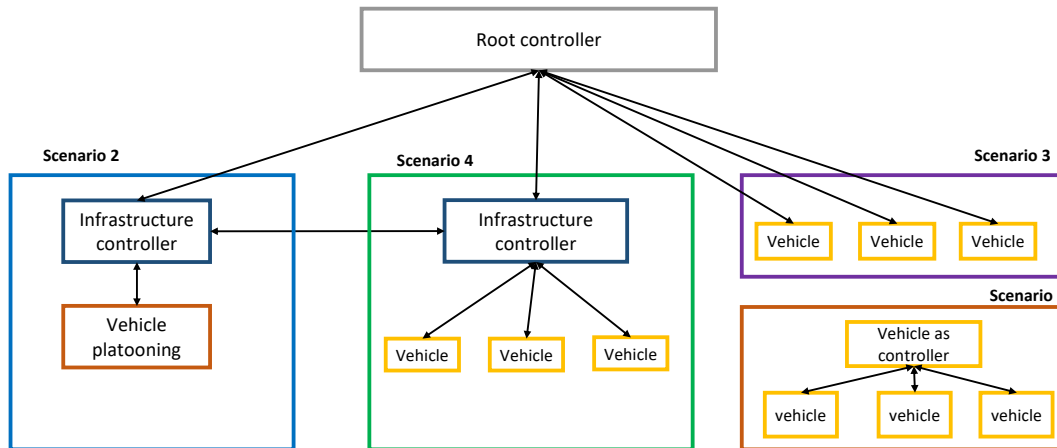 Root controller
Scenario 2
Scenario 4
Scenario 3
Infrastructure
controller
Infrastructure
controller
Vehicle
Vehicle
Vehicle
Vehicle
platooning
Vehicle
Vehicle
Vehicle
Scenario
Vehicle as
controller
vehicle
vehicle
vehicle